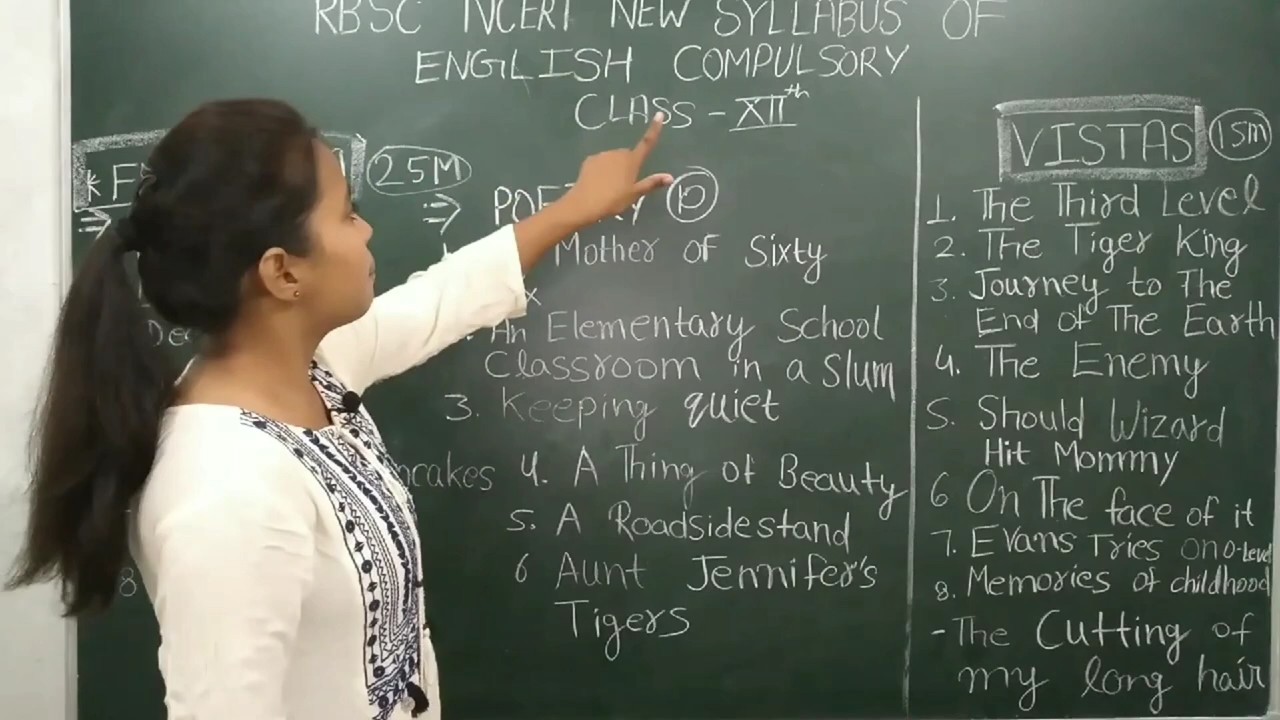 RBSC NCERT NEW SYLLABUS OF
ENGLISH COMPULSORY
CLASS - XIIth
25M
⇒
⇒ 10
Mother of Sixty
x
An Elementary School
Classroom in a Slum
3. Keeping quiet
4. A Thing of Beauty
5. A Roadsidestand
6 Aunt Jennifer's
Tigers
8
VISTAS 15m
1. The Third Level
2. The Tiger King
3. Journey to The
End of The Earth
4. The Enemy
5. Should Wizard
Hit Mommy
6 On The face of it
7. Evans Tries On O-Level
8. Memories of childhood
- The Cutting of
my long hair